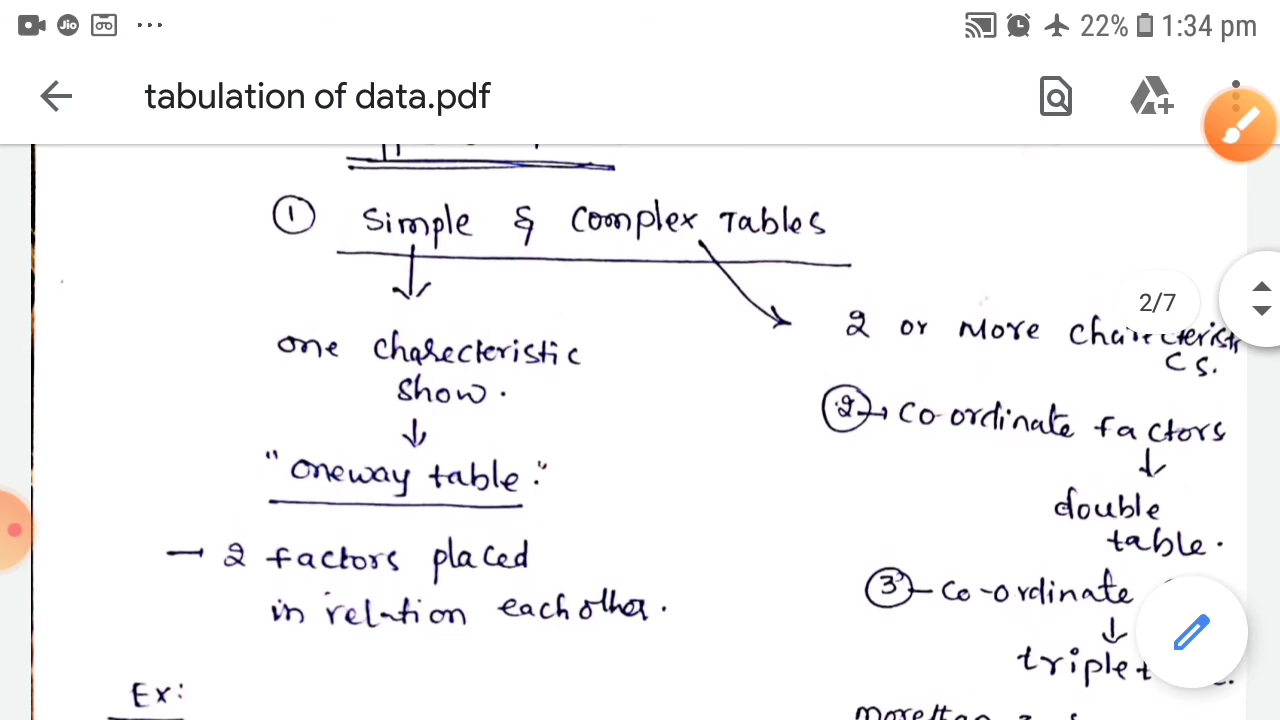 Jio
22% 1:34 pm
tabulation of data.pdf
① Simple & Complex Tables
2/7
one charecteristic
show.
"oneway table."
- 2 factors placed
in relation each other.
Ex:
2 or More
cs.
② Co-ordinate factors
double
table.
③ - Co-ordinate
triple